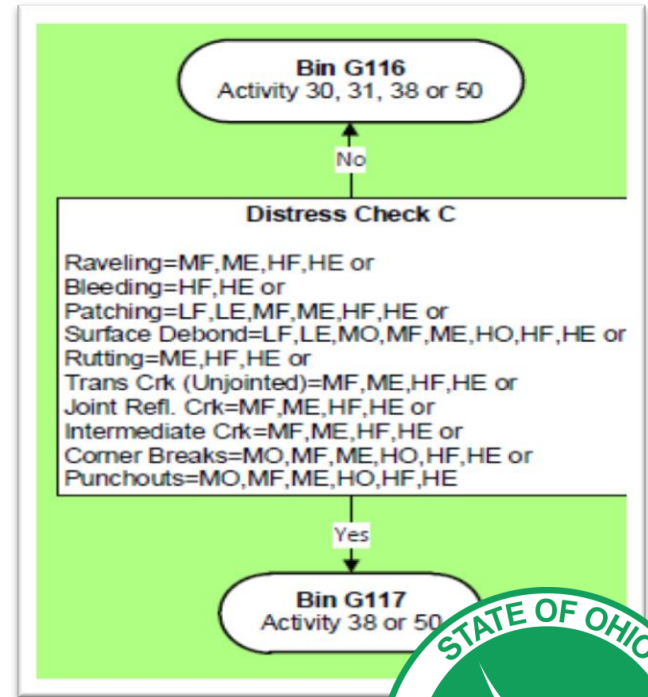 Bin G116
Activity 30, 31, 38 or 50
No
Distress Check C
Raveling=MF,ME,HF,HE or
Bleeding=HF,HE or
Patching=LF,LE,MF,ME,HF,HE or
Surface Debond=LF,LE,MO,MF,ME,HO,HF,HE or
Rutting=ME,HF,HE or
Trans Crk (Unjointed)=MF,ME,HF,HE or
Joint Refl. Crk=MF,ME,HF,HE or
Intermediate Crk=MF,ME,HF,HE or
Corner Breaks=MO,MF,ME,HO,HF,HE or
Punchouts=MO,MF,ME,HO,HF,HE
Yes
Bin G117
Activity 38 or 50
STATE OF OHIO